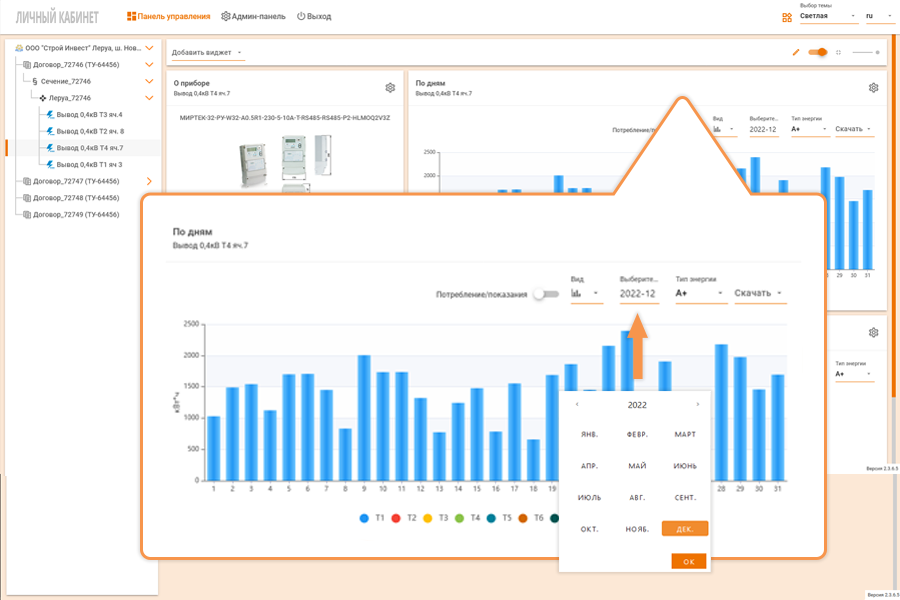 ЛИЧНЫЙ КАБИНЕТ
Панель управления
Админ-панель
Выход
Выбор темы
Светлая
ru
ООО "Строй Инвест" Леруа, ш. Нов...
Договор_72746 (ТУ-64456)
Сечение_72746
Леруа_72746
Вывод 0,4кВ Т3 яч.4
Вывод 0,4кВ Т2 яч. 8
Вывод 0,4кВ Т4 яч.7
Вывод 0,4кВ Т1 яч 3
Договор_72747 (ТУ-64456)
Договор_72748 (ТУ-64456)
Договор_72749 (ТУ-64456)
Добавить виджет
О приборе
Вывод 0,4кВ Т4 яч.7
МИРТЕК-32-РУ-W32-A0.5R1-230-5-10A-T-RS485-RS485-P2-HLMOQ2V3Z
По дням
Вывод 0,4кВ Т4 яч.7
Потребление/по
Вид
Выберите...
2022-12
Тип энергии
A+
Скачать
2500
2000
29 30 31
Тип энергии
A+
Версия 2.3.6.5
По дням
Вывод 0,4кВ Т4 яч.7
Потребление/показания
Вид
Выберите...
2022-12
Тип энергии
A+
Скачать
2500
2000
1500
1000
500
0
кВт*ч
1 2 3 4 5 6 7 8 9 10 11 12 13 14 15 16 17 18 19
28 29 30 31
T1 T2 T3 T4 T5 T6
‹ 2022 ›
ЯНВ. ФЕВР. МАРТ
АПР. МАЙ ИЮНЬ
ИЮЛЬ АВГ. СЕНТ.
ОКТ. НОЯБ. ДЕК.
OK
Версия 2.3.6.5